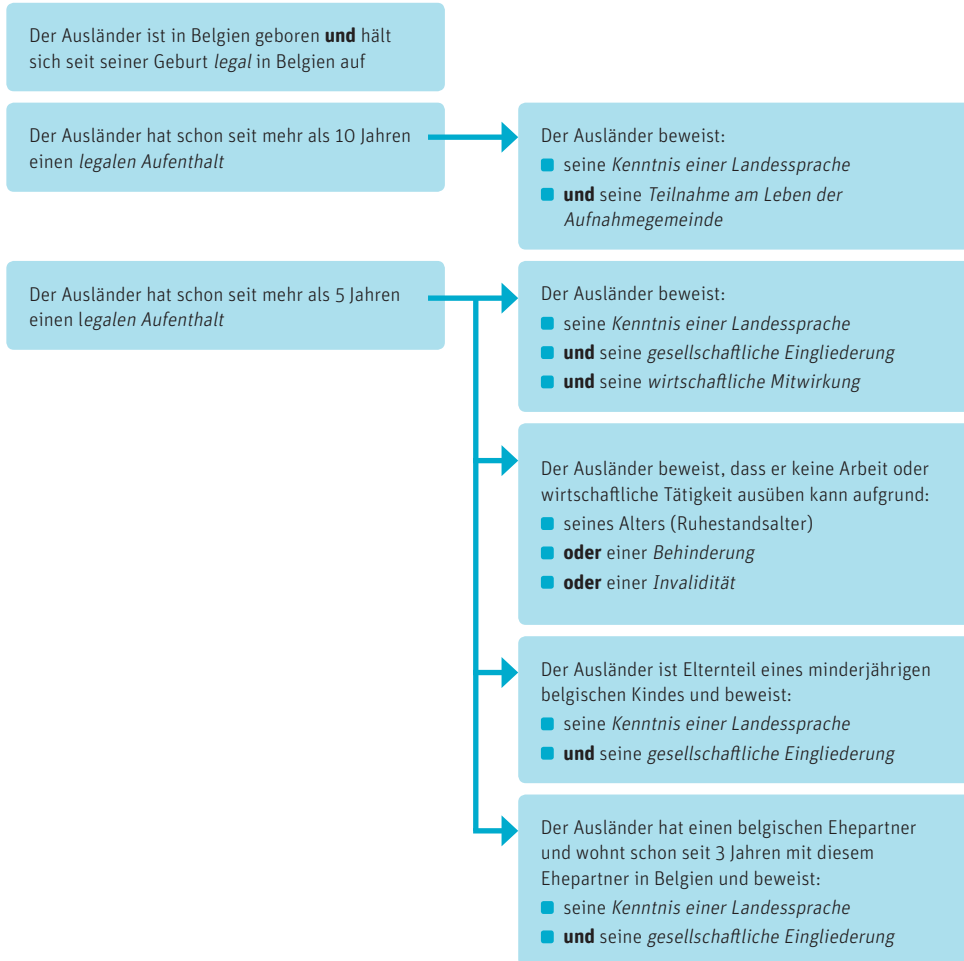 Der Ausländer ist in Belgien geboren und hält
sich seit seiner Geburt legal in Belgien auf
Der Ausländer hat schon seit mehr als 10 Jahren
einen legalen Aufenthalt
Der Ausländer beweist:
seine Kenntnis einer Landessprache
und seine Teilnahme am Leben der
Aufnahmegemeinde
Der Ausländer hat schon seit mehr als 5 Jahren
einen legalen Aufenthalt
Der Ausländer beweist:
seine Kenntnis einer Landessprache
und seine gesellschaftliche Eingliederung
und seine wirtschaftliche Mitwirkung
Der Ausländer beweist, dass er keine Arbeit oder
wirtschaftliche Tätigkeit ausüben kann aufgrund:
seines Alters (Ruhestandsalter)
oder einer Behinderung
oder einer Invalidität
Der Ausländer ist Elternteil eines minderjährigen
belgischen Kindes und beweist:
seine Kenntnis einer Landessprache
und seine gesellschaftliche Eingliederung
Der Ausländer hat einen belgischen Ehepartner
und wohnt schon seit 3 Jahren mit diesem
Ehepartner in Belgien und beweist:
seine Kenntnis einer Landessprache
und seine gesellschaftliche Eingliederung